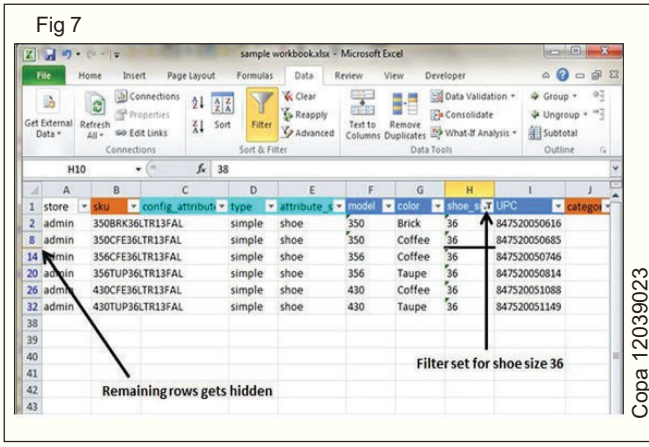 Fig 7
sample workbook.xlsx - Microsoft Excel
File Home Insert Page Layout Formulas Data Review View Developer
Get External Data
Refresh All
Connections
Properties
Edit Links
Connections
Sort
Filter
Clear
Reapply
Advanced
Sort & Filter
Text to Columns
Remove Duplicates
Data Validation
Consolidate
What-If Analysis
Data Tools
Group
Ungroup
Subtotal
Outline
H10 fx 38
A B C D E F G H I J
1 store sku config_attribut type attribute_s model color shoe_s UPC categor
2 admin 350BRK36LTR13FAL simple shoe 350 Brick 36 847520050616
8 admin 350CFE36LTR13FAL simple shoe 350 Coffee 36 847520050685
14 admin 356CFE36LTR13FAL simple shoe 356 Coffee 36 847520050746
20 admin 356TUP36LTR13FAL simple shoe 356 Taupe 36 847520050814
26 admin 430CFE36LTR13FAL simple shoe 430 Coffee 36 847520051088
32 admin 430TUP36LTR13FAL simple shoe 430 Taupe 36 847520051149
38
39
40
41
42
43
Filter set for shoe size 36
Remaining rows gets hidden
Copa 12039023